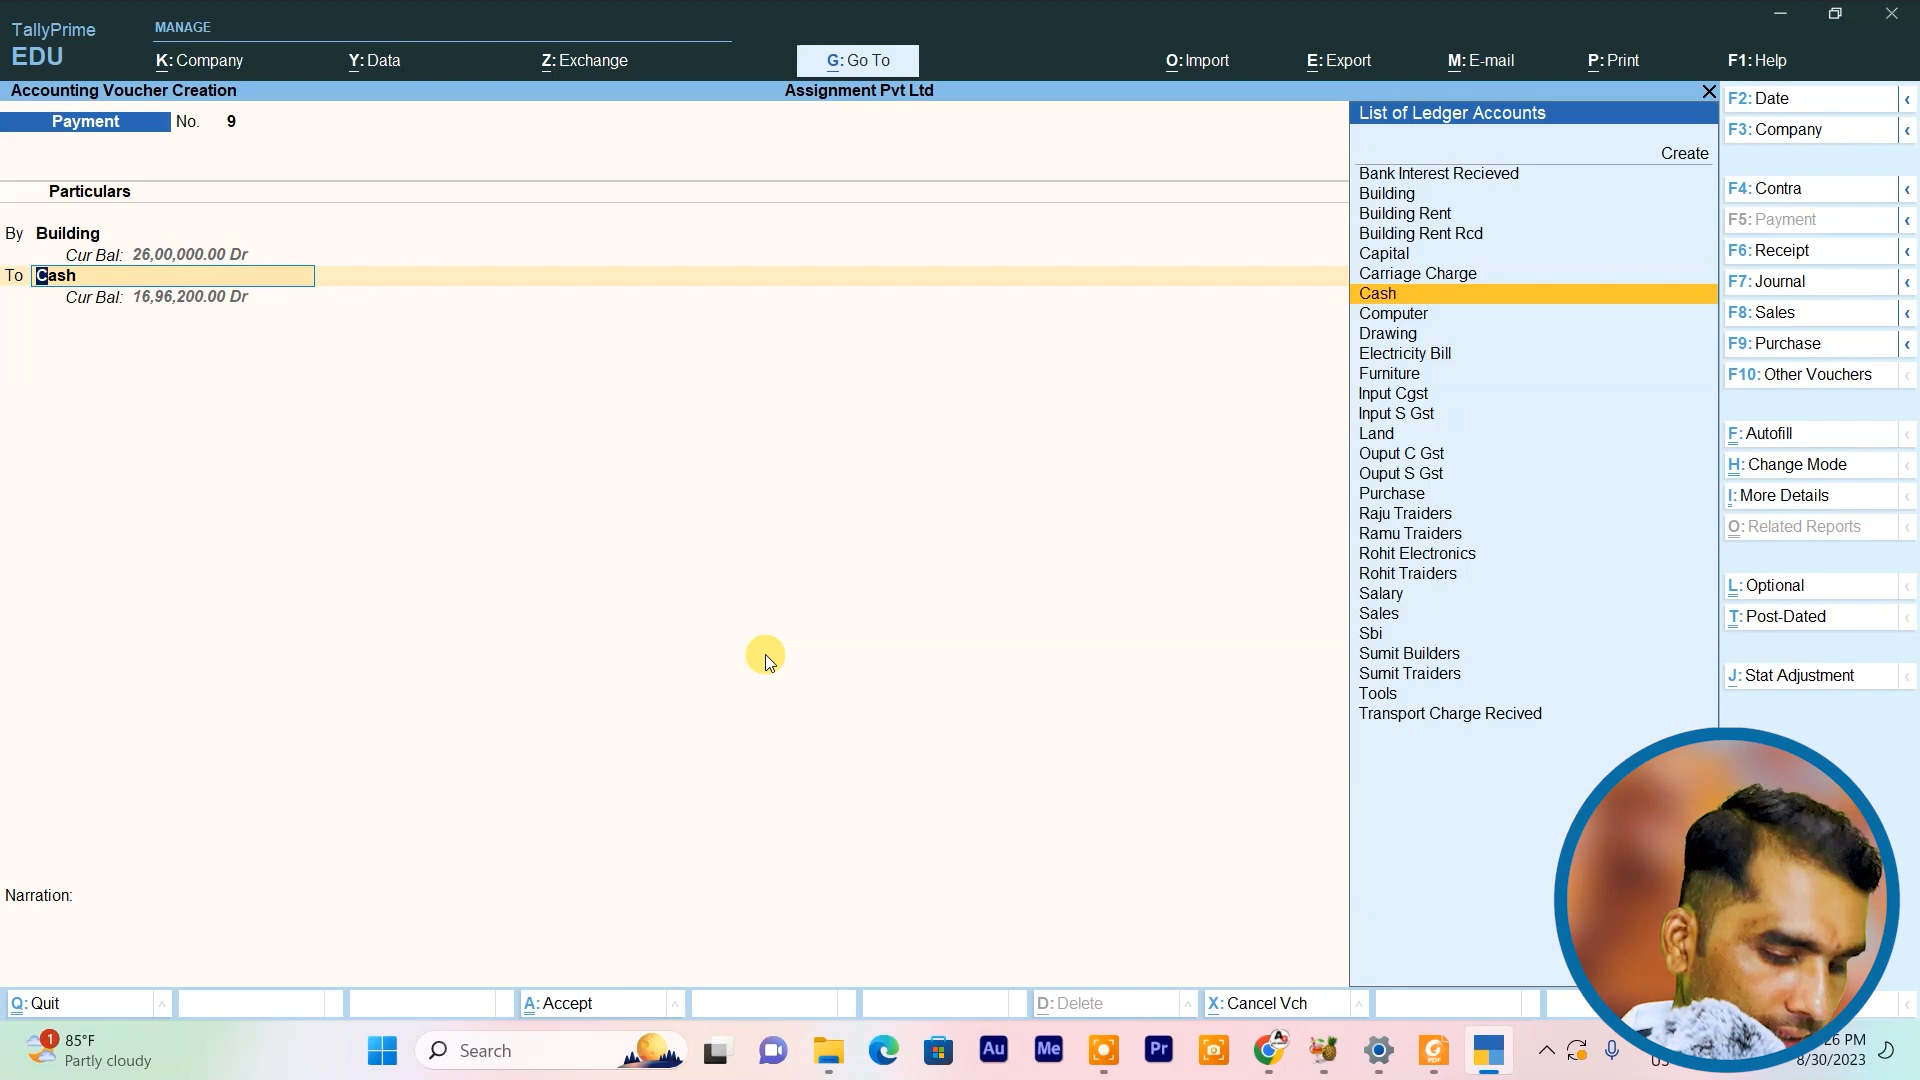 TallyPrime
EDU
MANAGE
K: Company
Y: Data
Z: Exchange
G: Go To
O: Import
E: Export
M: E-mail
P: Print
F1: Help
Accounting Voucher Creation
Assignment Pvt Ltd
Payment No. 9
Particulars
By Building
Cur Bal: 26,00,000.00 Dr
To Cash
Cur Bal: 16,96,200.00 Dr
Narration:
List of Ledger Accounts
Create
Bank Interest Recieved
Building
Building Rent
Building Rent Rcd
Capital
Carriage Charge
Cash
Computer
Drawing
Electricity Bill
Furniture
Input Cgst
Input S Gst
Land
Ouput C Gst
Ouput S Gst
Purchase
Raju Traiders
Ramu Traiders
Rohit Electronics
Rohit Traiders
Salary
Sales
Sbi
Sumit Builders
Sumit Traiders
Tools
Transport Charge Recived
F2: Date
F3: Company
F4: Contra
F5: Payment
F6: Receipt
F7: Journal
F8: Sales
F9: Purchase
F10: Other Vouchers
F: Autofill
H: Change Mode
I: More Details
O: Related Reports
L: Optional
T: Post-Dated
J: Stat Adjustment
Q: Quit
A: Accept
D: Delete
X: Cancel Vch
1
85°F
Partly cloudy
Search
Au
Me
Pr
26 PM
8/30/2023